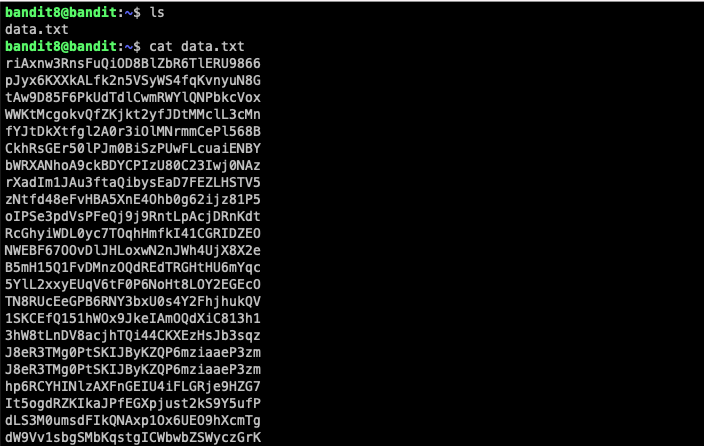 bandit8@bandit:~$ ls
data.txt
bandit8@bandit:~$ cat data.txt
riAxnw3RnsFuQiOD8BlZbR6TlERU9866
pJyx6KXXkALfk2n5VSyWS4fqKvnyuN8G
tAw9D85F6PkUdTdlCwmRWYlQNPbkcVox
WWKtMcgokvQfZKjkt2yfJDtMMclL3cMn
fYJtDkXtfgl2A0r3iOlMNrmmCePl568B
CkhRsGEr50lPJm0BiSzPUwFLcuaiENBY
bWRXANhoA9ckBDYCPIzU80C23Iwj0NAz
rXadIm1JAu3ftaQibysEaD7FEZLHSTV5
zNtfd48eFvHBA5XnE4Ohb0g62ijz81P5
oIPSe3pdVsPFeQj9j9RntLpAcjDRnKdt
RcGhyiWDL0yc7TOqhHmfkI41CGRIDZEO
NWEBF67OOvDlJHLoxwN2nJWh4UjX8X2e
B5mH15Q1FvDMnzOQdREdTRGHtHU6mYqc
5YlL2xxyEUqV6tF0P6NoHt8LOY2EGEcO
TN8RUcEeGPB6RNY3bxU0s4Y2FhjhukQV
1SKCEfQ151hWOx9JkeIAmOQdXiC813h1
3hW8tLnDV8acjhTQi44CKXEzHsJb3sqz
J8eR3TMg0PtSKIJByKZQP6mziaaeP3zm
J8eR3TMg0PtSKIJByKZQP6mziaaeP3zm
hp6RCYHINlzAXFnGEIU4iFLGRje9HZG7
It5ogdRZKIkaJPfEGXpjust2kS9Y5ufP
dLS3M0umsdFIkQNAxp1Ox6UEO9hXcmTg
dW9Vv1sbgSMbKqstgICWbwbZSWyczGrK